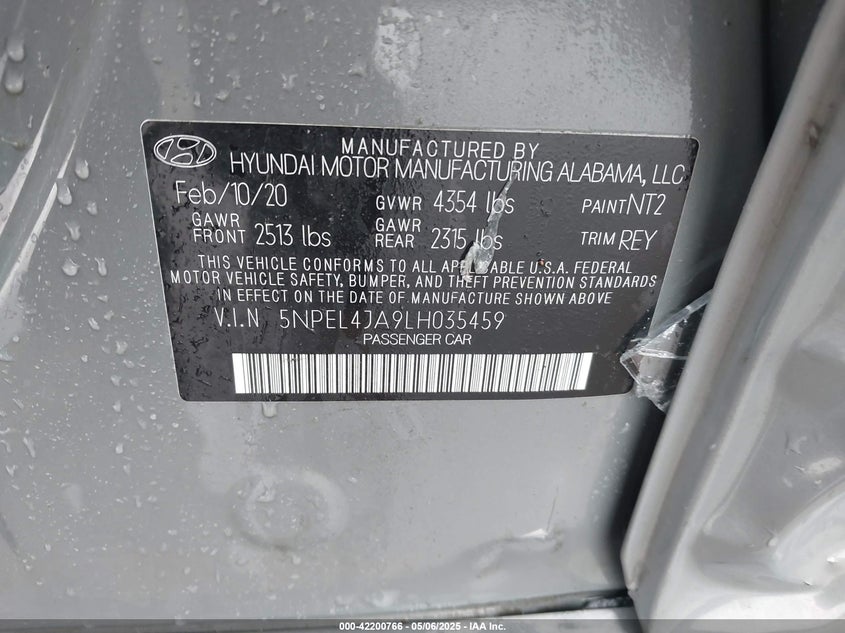 MANUFACTURED BY
HYUNDAI MOTOR MANUFACTURING ALABAMA, LLC
Feb/10/20 GVWR 4354 lbs PAINT NT2
GAWR FRONT 2513 lbs GAWR REAR 2315 lbs TRIM REY
THIS VEHICLE CONFORMS TO ALL APPLICABLE U.S.A. FEDERAL
MOTOR VEHICLE SAFETY, BUMPER, AND THEFT PREVENTION STANDARDS
IN EFFECT ON THE DATE OF MANUFACTURE SHOWN ABOVE
V.I.N 5NPEL4JA9LH035459
PASSENGER CAR
000-42200766 - 05/06/2025 - IAA Inc.